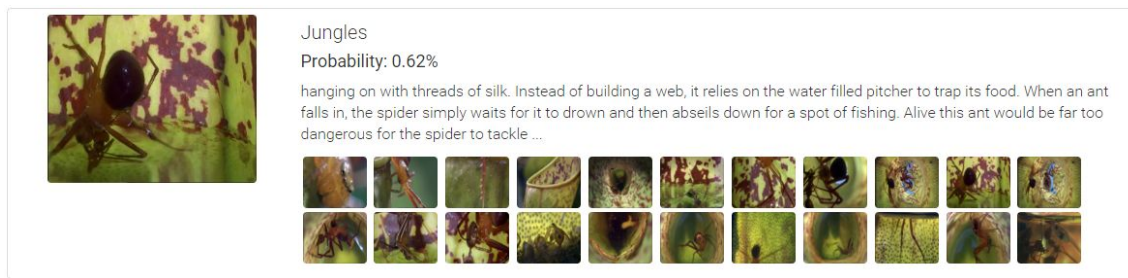 Jungles
Probability: 0.62%
hanging on with threads of silk. Instead of building a web, it relies on the water filled pitcher to trap its food. When an ant
falls in, the spider simply waits for it to drown and then abseils down for a spot of fishing. Alive this ant would be far too
dangerous for the spider to tackle ...